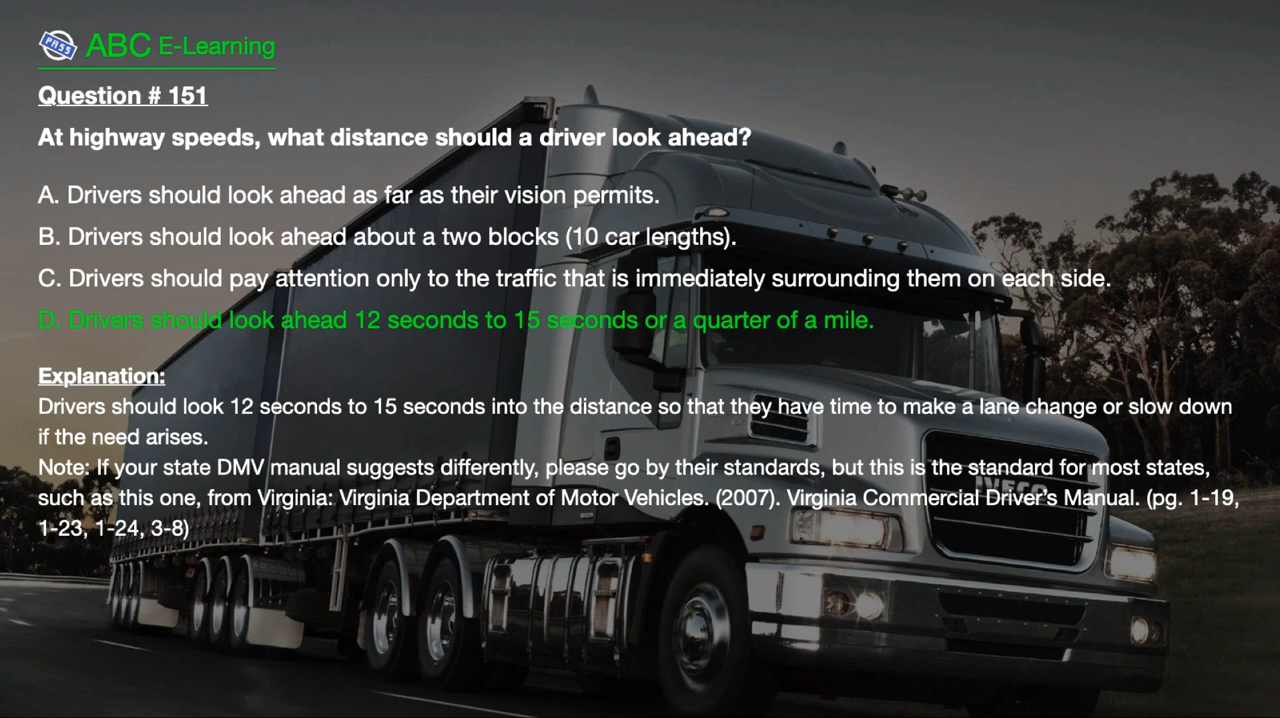 PASS
ABC E-Learning
Question # 151
At highway speeds, what distance should a driver look ahead?
A. Drivers should look ahead as far as their vision permits.
B. Drivers should look ahead about a two blocks (10 car lengths).
C. Drivers should pay attention only to the traffic that is immediately surrounding them on each side.
D. Drivers should look ahead 12 seconds to 15 seconds or a quarter of a mile.
Explanation:
Drivers should look 12 seconds to 15 seconds into the distance so that they have time to make a lane change or slow down
if the need arises.
Note: If your state DMV manual suggests differently, please go by their standards, but this is the standard for most states,
IVECO
such as this one, from Virginia: Virginia Department of Motor Vehicles. (2007). Virginia Commercial Driver’s Manual. (pg. 1-19,
1-23, 1-24, 3-8)